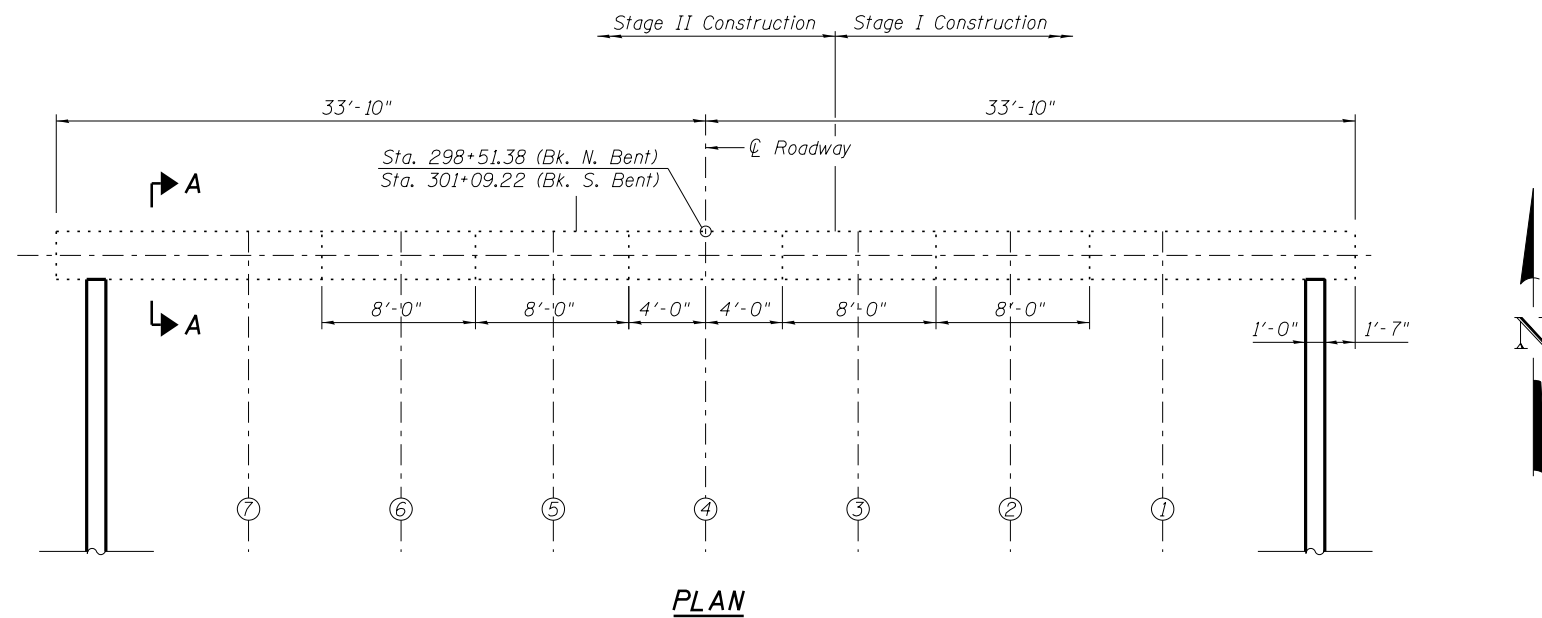 Stage II Construction Stage I Construction
33'-10" 33'-10"
℄ Roadway
Sta. 298+51.38 (Bk. N. Bent)
Sta. 301+09.22 (Bk. S. Bent)
A
A
8'-0" 8'-0" 4'-0" 4'-0" 8'-0" 8'-0"
1'-0" 1'-7"
N
7 6 5 4 3 2 1
PLAN